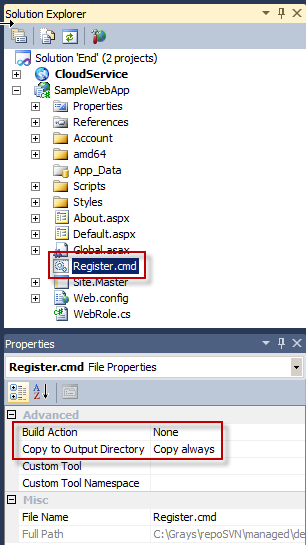 Solution Explorer
Solution 'End' (2 projects)
CloudService
SampleWebApp
Properties
References
Account
amd64
App_Data
Scripts
Styles
About.aspx
Default.aspx
Global.asax
Register.cmd
Site.Master
Web.config
WebRole.cs
Properties
Register.cmd File Properties
Advanced
Build Action None
Copy to Output Directory Copy always
Custom Tool
Custom Tool Namespace
Misc
File Name Register.cmd
Full Path C:\Grays\repoSVN\managed\de